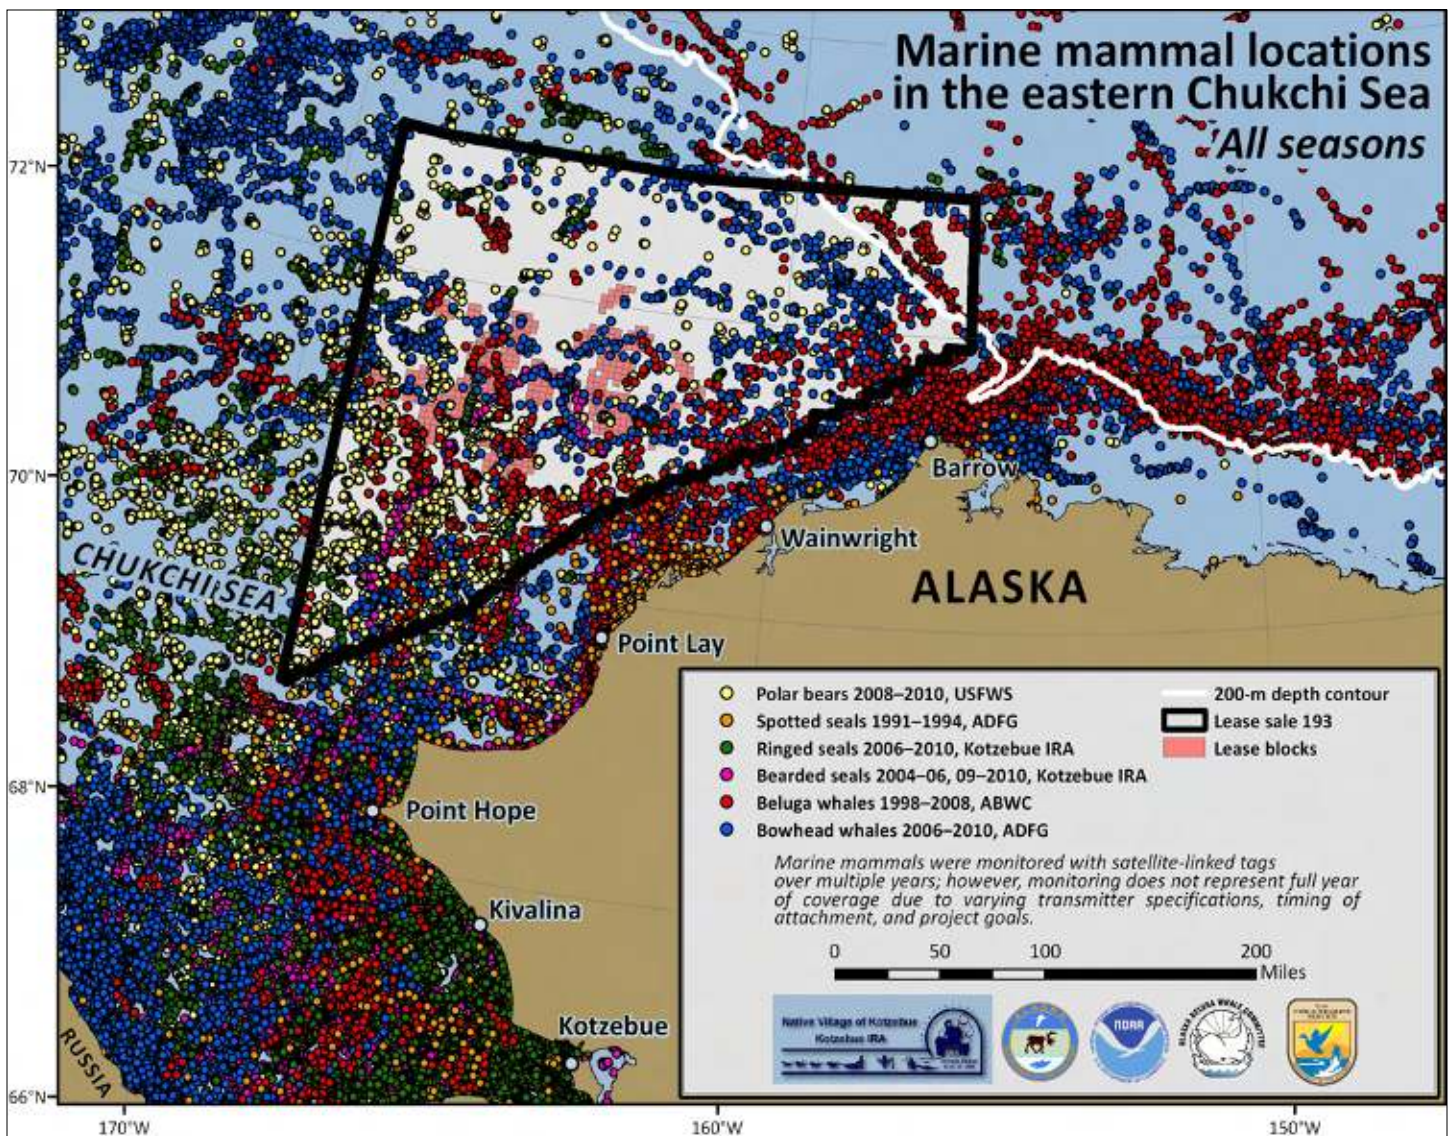 Marine mammal locations
in the eastern Chukchi Sea
All seasons
72°N
70°N
68°N
66°N
CHUKCHI SEA
Barrow
Wainwright
ALASKA
Point Lay
Point Hope
Kivalina
Kotzebue
RUSSIA
Polar bears 2008–2010, USFWS
Spotted seals 1991–1994, ADFG
Ringed seals 2006–2010, Kotzebue IRA
Bearded seals 2004–06, 09–2010, Kotzebue IRA
Beluga whales 1998–2008, ABWC
Bowhead whales 2006–2010, ADFG
200-m depth contour
Lease sale 193
Lease blocks
Marine mammals were monitored with satellite-linked tags
over multiple years; however, monitoring does not represent full year
of coverage due to varying transmitter specifications, timing of
attachment, and project goals.
0 50 100 200
Miles
Native Village of Kotzebue
Kotzebue IRA
NOAA
ALASKA BELUGA WHALE COMMITTEE
170°W 160°W 150°W